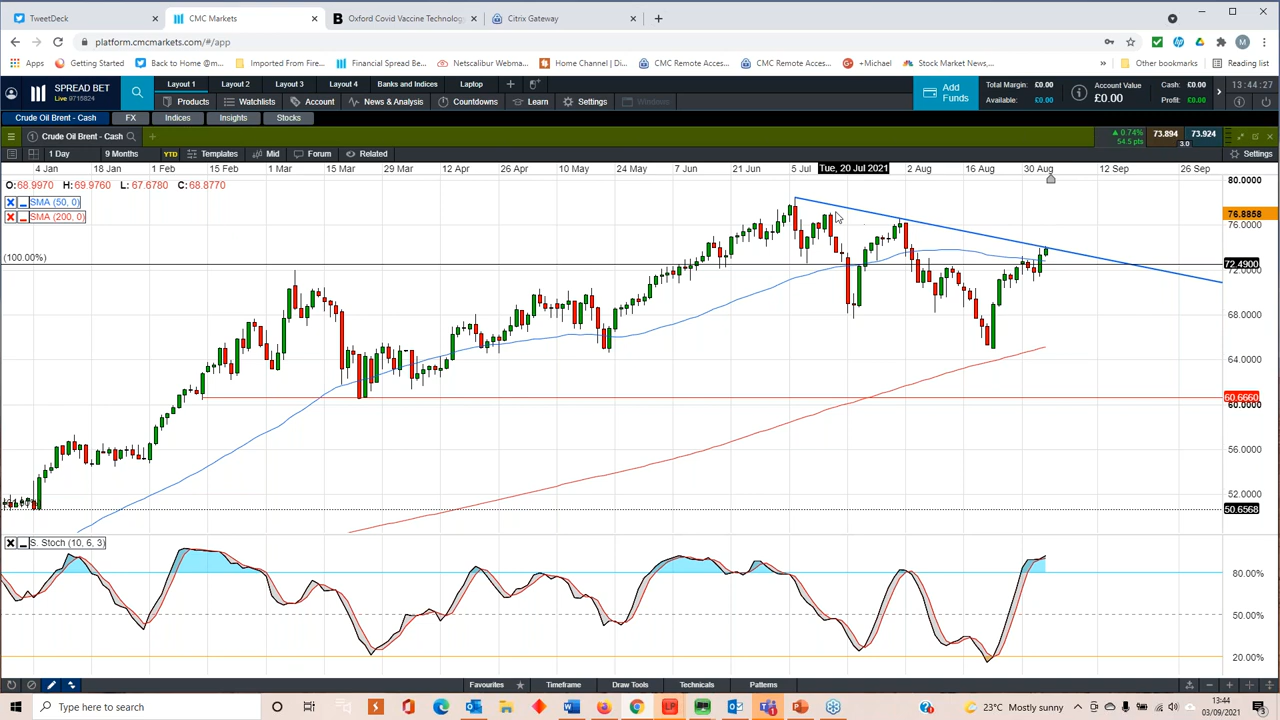 TweetDeck CMC Markets Oxford Covid Vaccine Technolog Citrix Gateway
platform.cmcmarkets.com/#/app
Apps Getting Started Back to Home @m... Imported From Fire... Financial Spread Be... Netscalibur Webma... Home Channel | Di... CMC Remote Acces... CMC Remote Acces... +Michael Stock Market News,... Other bookmarks Reading list
SPREAD BET
Live 9715824
Layout 1 Layout 2 Layout 3 Layout 4 Banks and Indices Laptop
Products Watchlists Account News & Analysis Countdowns Learn Settings Windows
Add Funds
Total Margin: £0.00
Available: £0.00
Account Value
£0.00
Cash: £0.00
Profit: £0.00
13:44:27
Crude Oil Brent - Cash FX Indices Insights Stocks
Crude Oil Brent - Cash
0.74%
54.5 pts
73.894 3.0 73.924
1 Day 9 Months YTD Templates Mid Forum Related Settings
4 Jan 18 Jan 1 Feb 15 Feb 1 Mar 15 Mar 29 Mar 12 Apr 26 Apr 10 May 24 May 7 Jun 21 Jun 5 Jul Tue, 20 Jul 2021 2 Aug 16 Aug 30 Aug 12 Sep 26 Sep
O:68.9970 H:69.9760 L:67.6780 C:68.8770
SMA (50, 0)
SMA (200, 0)
(100.00%)
80.0000
76.8858
76.0000
72.4900
72.0000
68.0000
64.0000
60.6660
60.0000
56.0000
52.0000
50.6568
S. Stoch (10, 6, 3)
80.00%
50.00%
20.00%
Favourites Timeframe Draw Tools Technicals Patterns
Type here to search
23°C Mostly sunny
13:44
03/09/2021